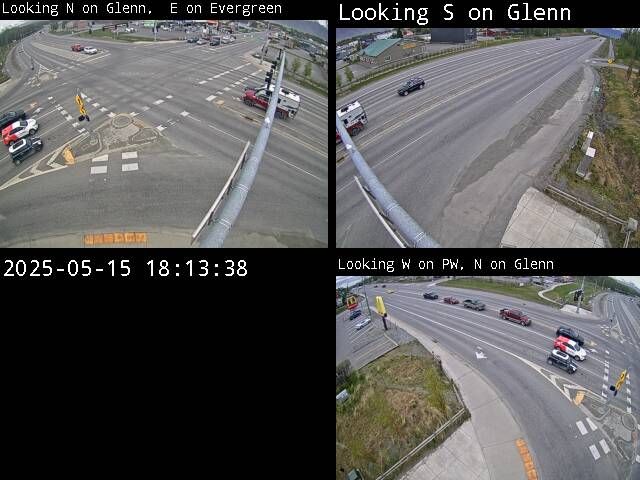 Looking N on Glenn,  E on Evergreen
Looking S on Glenn
2025-05-15 18:13:38
Looking W on PW, N on Glenn